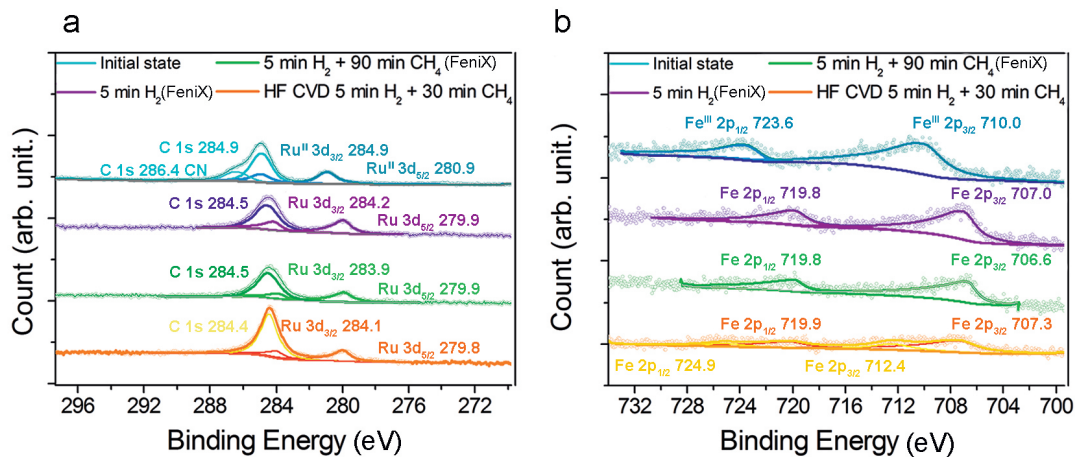 a
b
Initial state
5 min H₂ + 90 min CH₄ (FeniX)
5 min H₂(FeniX)
HF CVD 5 min H₂ + 30 min CH₄
C 1s 284.9
C 1s 286.4 CN
Ruᴵᴵ 3d₃/₂ 284.9
Ruᴵᴵ 3d₅/₂ 280.9
C 1s 284.5
Ru 3d₃/₂ 284.2
Ru 3d₅/₂ 279.9
C 1s 284.5
Ru 3d₃/₂ 283.9
Ru 3d₅/₂ 279.9
C 1s 284.4
Ru 3d₃/₂ 284.1
Ru 3d₅/₂ 279.8
Count (arb. unit.)
296 292 288 284 280 276 272
Binding Energy (eV)
Initial state
5 min H₂ + 90 min CH₄ (FeniX)
5 min H₂(FeniX)
HF CVD 5 min H₂ + 30 min CH₄
Feᴵᴵᴵ 2p₁/₂ 723.6
Feᴵᴵᴵ 2p₃/₂ 710.0
Fe 2p₁/₂ 719.8
Fe 2p₃/₂ 707.0
Fe 2p₁/₂ 719.8
Fe 2p₃/₂ 706.6
Fe 2p₁/₂ 719.9
Fe 2p₃/₂ 707.3
Fe 2p₁/₂ 724.9
Fe 2p₃/₂ 712.4
Count (arb. unit.)
732 728 724 720 716 712 708 704 700
Binding Energy (eV)